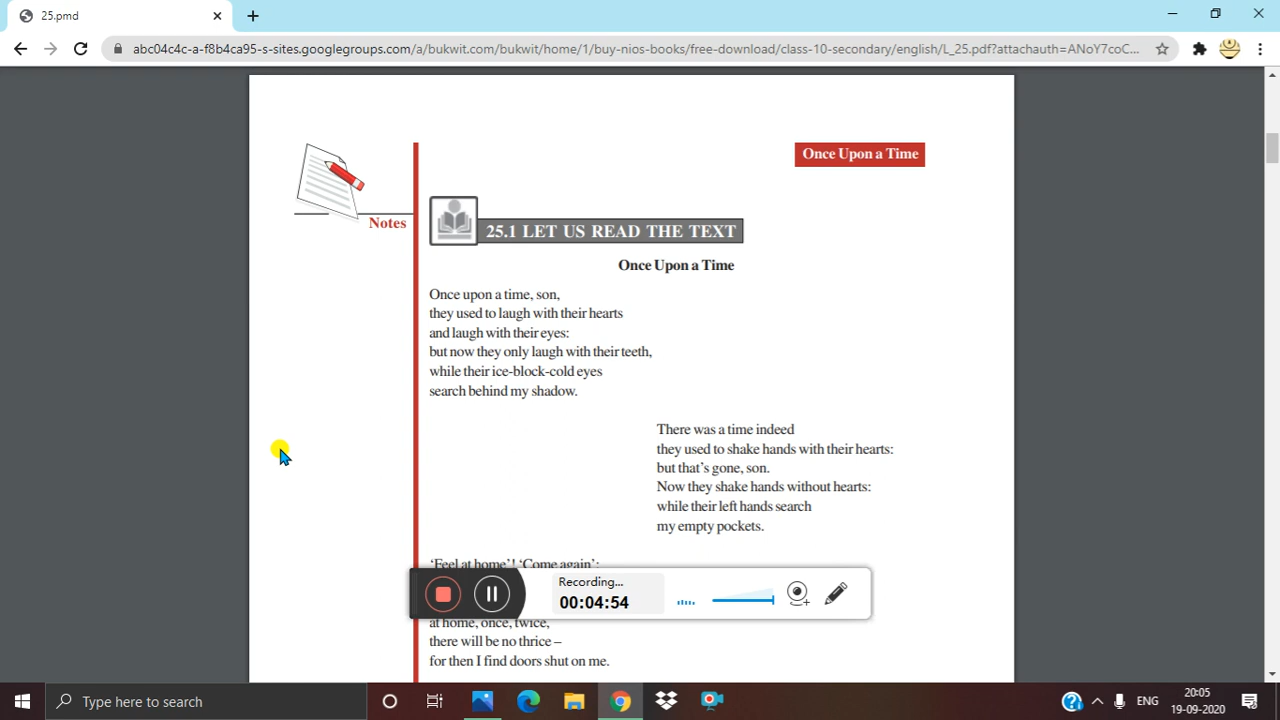 25.pmd
abc04c4c-a-f8b4ca95-s-sites.googlegroups.com/a/bukwit.com/bukwit/home/1/buy-nios-books/free-download/class-10-secondary/english/L_25.pdf?attachauth=ANoY7coC...
Once Upon a Time
Notes
25.1 LET US READ THE TEXT
Once Upon a Time
Once upon a time, son,
they used to laugh with their hearts
and laugh with their eyes:
but now they only laugh with their teeth,
while their ice-block-cold eyes
search behind my shadow.
There was a time indeed
they used to shake hands with their hearts:
but that's gone, son.
Now they shake hands without hearts:
while their left hands search
my empty pockets.
'Feel at home'! 'Come again':
Recording...
00:04:54
at home, once, twice,
there will be no thrice –
for then I find doors shut on me.
Type here to search
ENG
20:05
19-09-2020